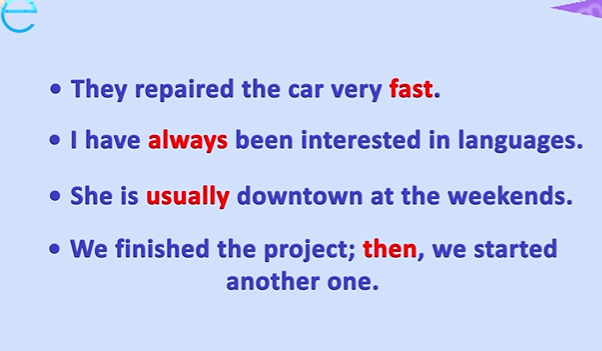 e
• They repaired the car very fast.
• I have always been interested in languages.
• She is usually downtown at the weekends.
• We finished the project; then, we started
another one.